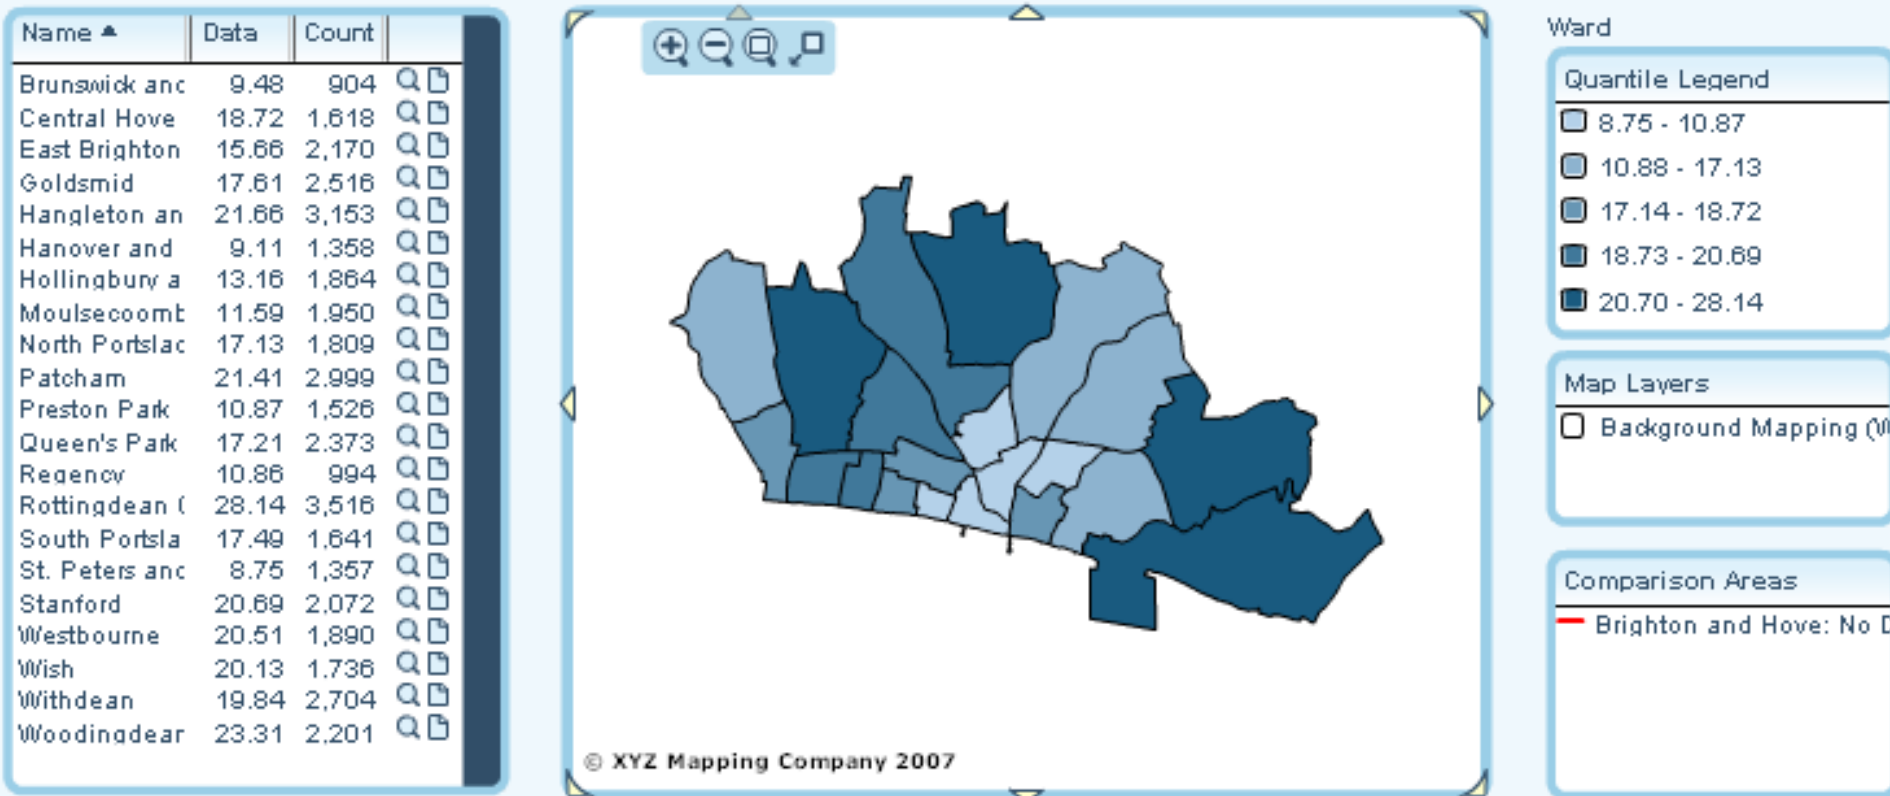 Name Data Count
Brunswick anc 9.48 904
Central Hove 18.72 1,618
East Brighton 15.66 2,170
Goldsmid 17.61 2,516
Hangleton an 21.66 3,153
Hanover and 9.11 1,358
Hollingbury a 13.16 1,864
Moulsecoomb 11.59 1,950
North Portslac 17.13 1,809
Patcham 21.41 2,999
Preston Park 10.87 1,526
Queen's Park 17.21 2,373
Regency 10.86 994
Rottingdean ( 28.14 3,516
South Portsla 17.49 1,641
St. Peters anc 8.75 1,357
Stanford 20.69 2,072
Westbourne 20.51 1,890
Wish 20.13 1,736
Withdean 19.84 2,704
Woodingdear 23.31 2,201
© XYZ Mapping Company 2007
Ward
Quantile Legend
8.75 - 10.87
10.88 - 17.13
17.14 - 18.72
18.73 - 20.69
20.70 - 28.14
Map Layers
Background Mapping (W
Comparison Areas
Brighton and Hove: No D